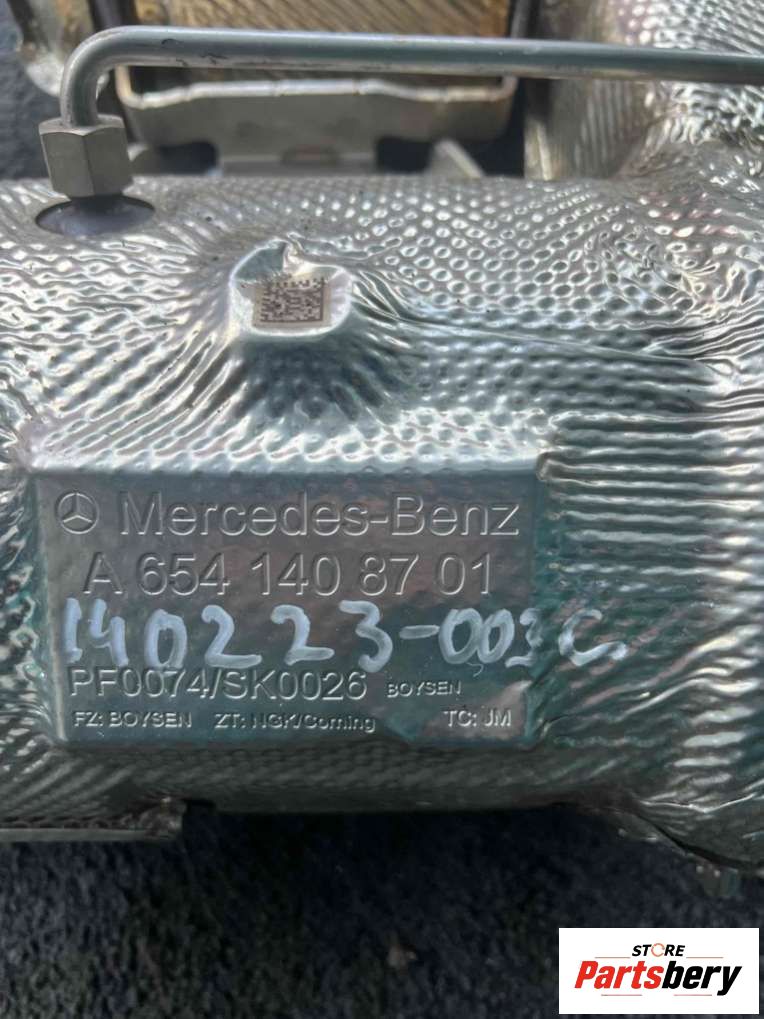 Mercedes-Benz
A 654 140 87 01
140223-003C
PF0074/SK0026 BOYSEN
FZ: BOYSEN ZT: NGK/Corning TC: JM
STORE
Partsbery